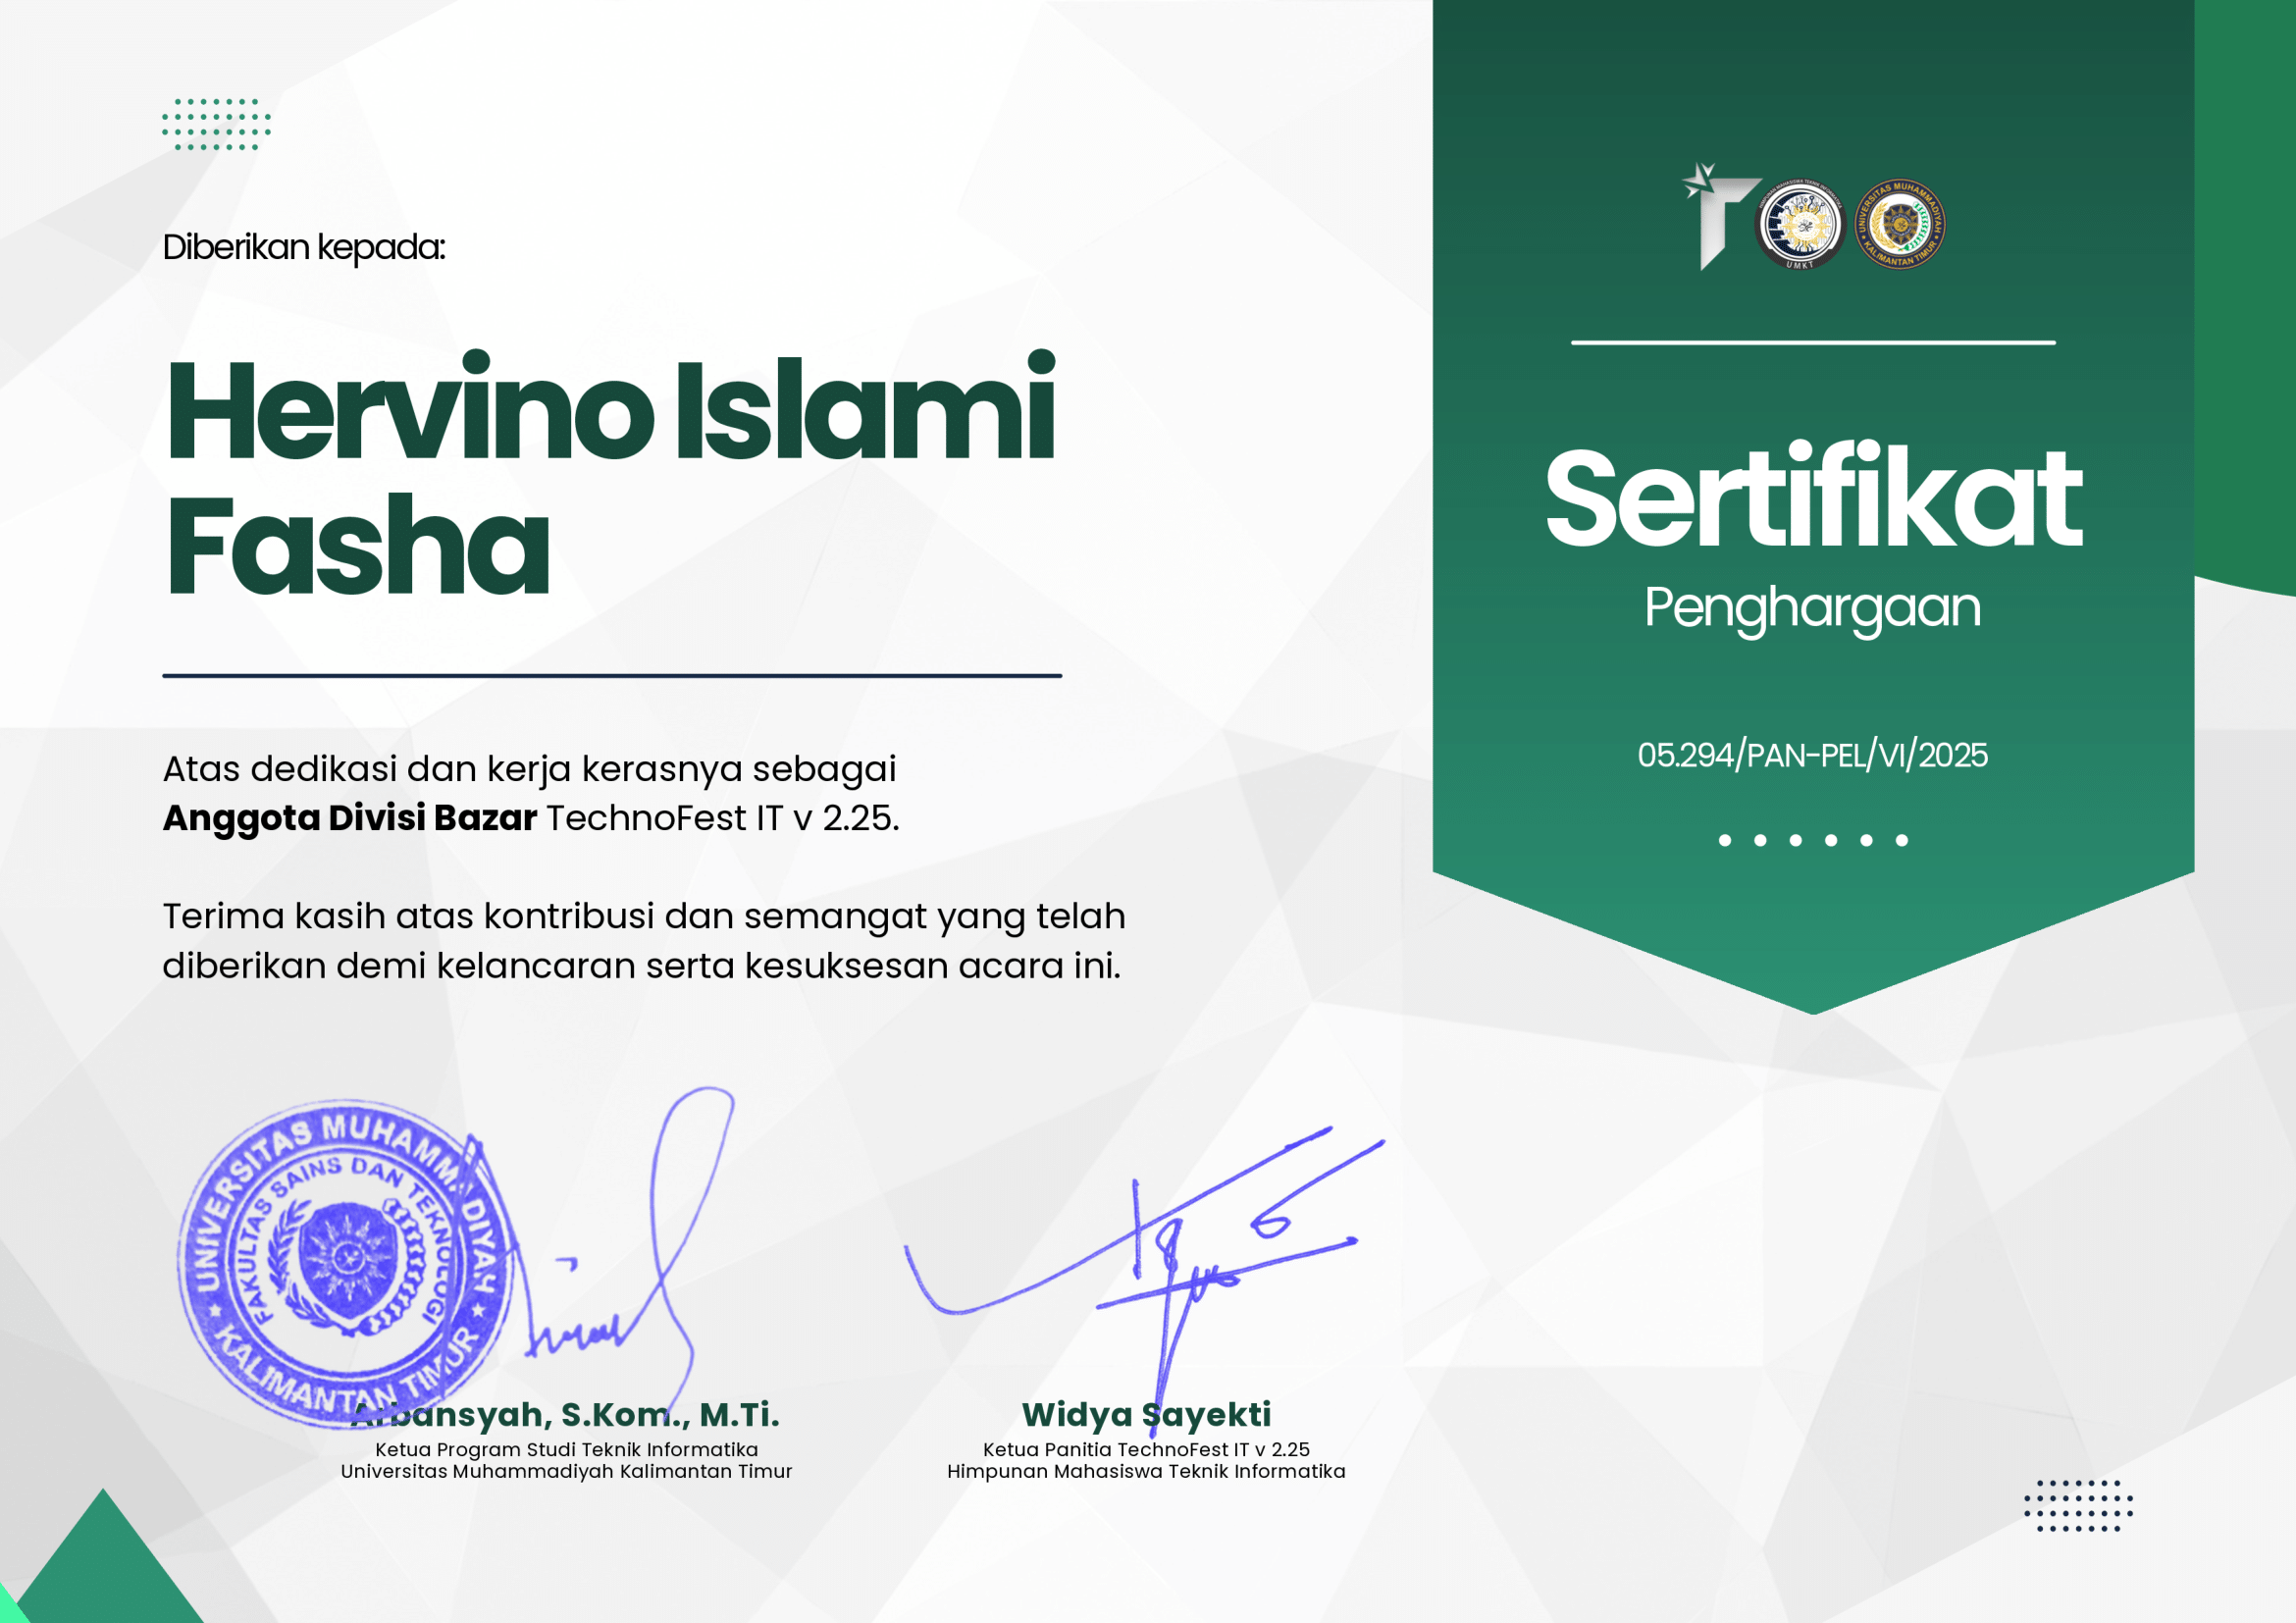 Diberikan kepada:
Hervino Islami
Fasha
Atas dedikasi dan kerja kerasnya sebagai
Anggota Divisi Bazar TechnoFest IT v 2.25.
Terima kasih atas kontribusi dan semangat yang telah
diberikan demi kelancaran serta kesuksesan acara ini.
UMKT
UNIVERSITAS MUHAMMADIYAH
KALIMANTAN TIMUR
Sertifikat
Penghargaan
05.294/PAN-PEL/VI/2025
UNIVERSITAS MUHAMMADIYAH
FAKULTAS SAINS DAN TEKNOLOGI
KALIMANTAN TIMUR
Arbansyah, S.Kom., M.Ti.
Ketua Program Studi Teknik Informatika
Universitas Muhammadiyah Kalimantan Timur
Widya Sayekti
Ketua Panitia TechnoFest IT v 2.25
Himpunan Mahasiswa Teknik Informatika